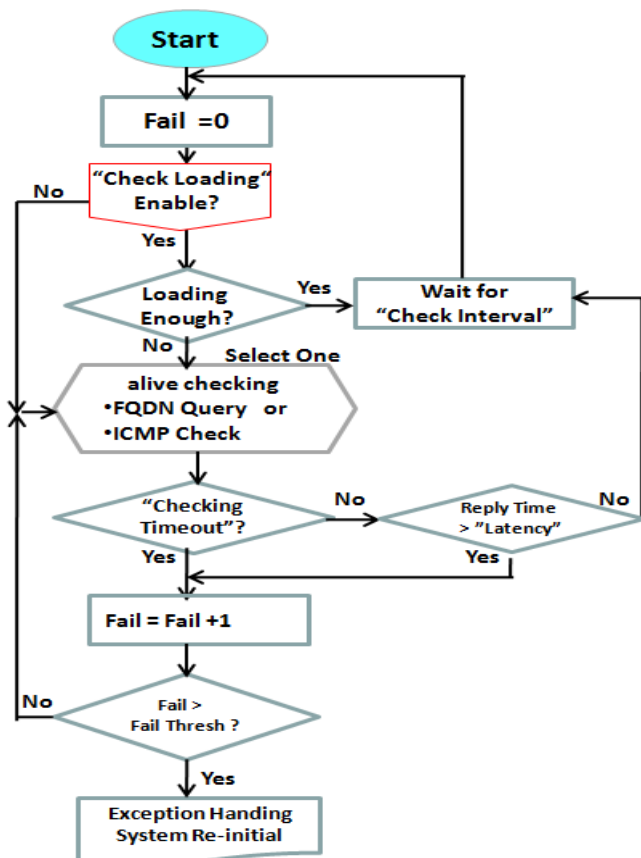 Start
Fail =0
“Check Loading“
Enable?
No
Yes
Loading
Enough?
Yes
Wait for
“Check Interval”
No
Select One
alive checking
•FQDN Query or
•ICMP Check
“Checking
Timeout”?
No
Reply Time
> ”Latency”
No
Yes
Yes
Fail = Fail +1
Fail >
Fail Thresh ?
No
Yes
Exception Handing
System Re-initial